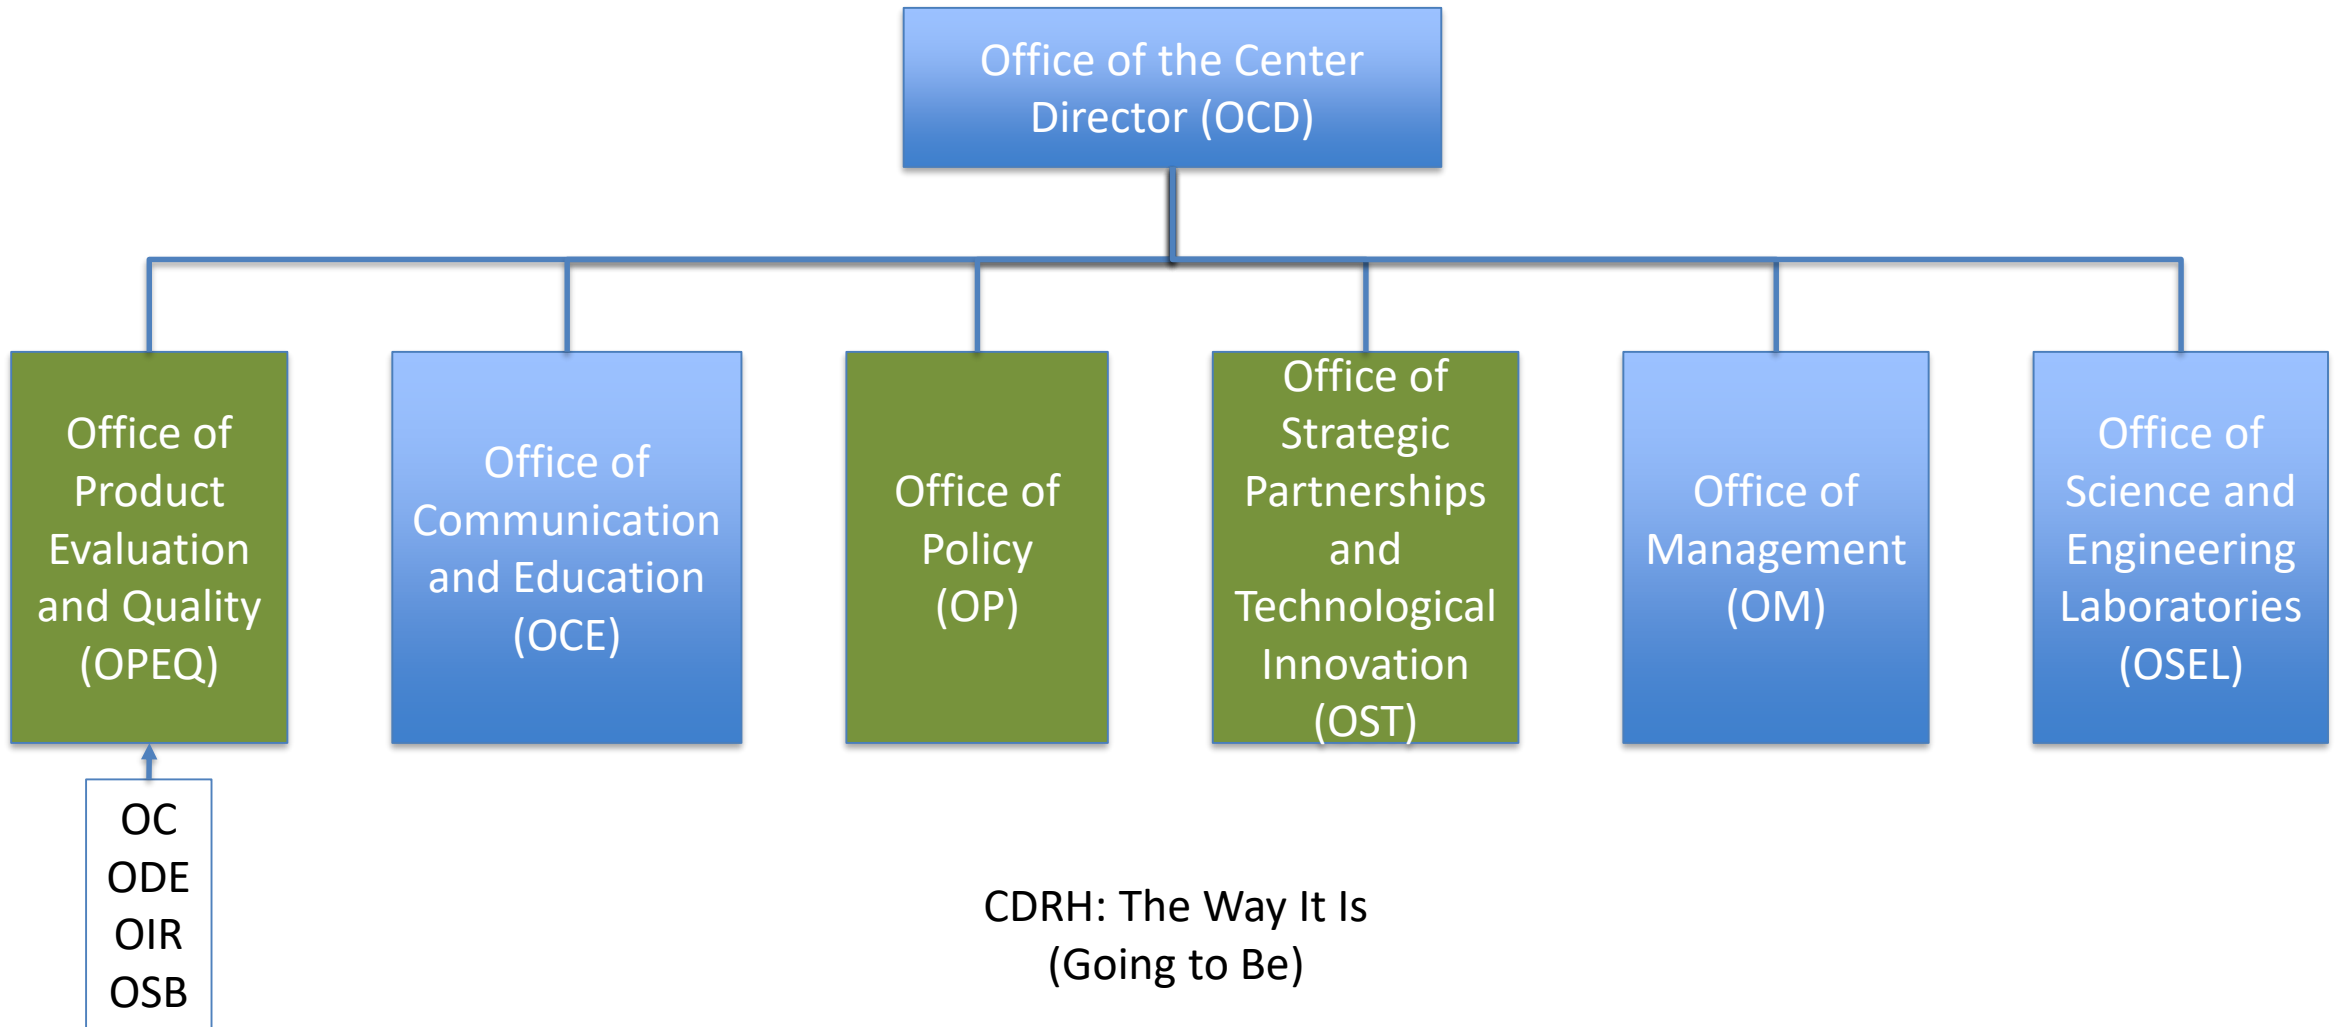 Office of the Center
Director (OCD)
Office of
Product
Evaluation
and Quality
(OPEQ)
Office of
Communication
and Education
(OCE)
Office of
Policy
(OP)
Office of
Strategic
Partnerships
and
Technological
Innovation
(OST)
Office of
Management
(OM)
Office of
Science and
Engineering
Laboratories
(OSEL)
OC
ODE
OIR
OSB
CDRH: The Way It Is
(Going to Be)